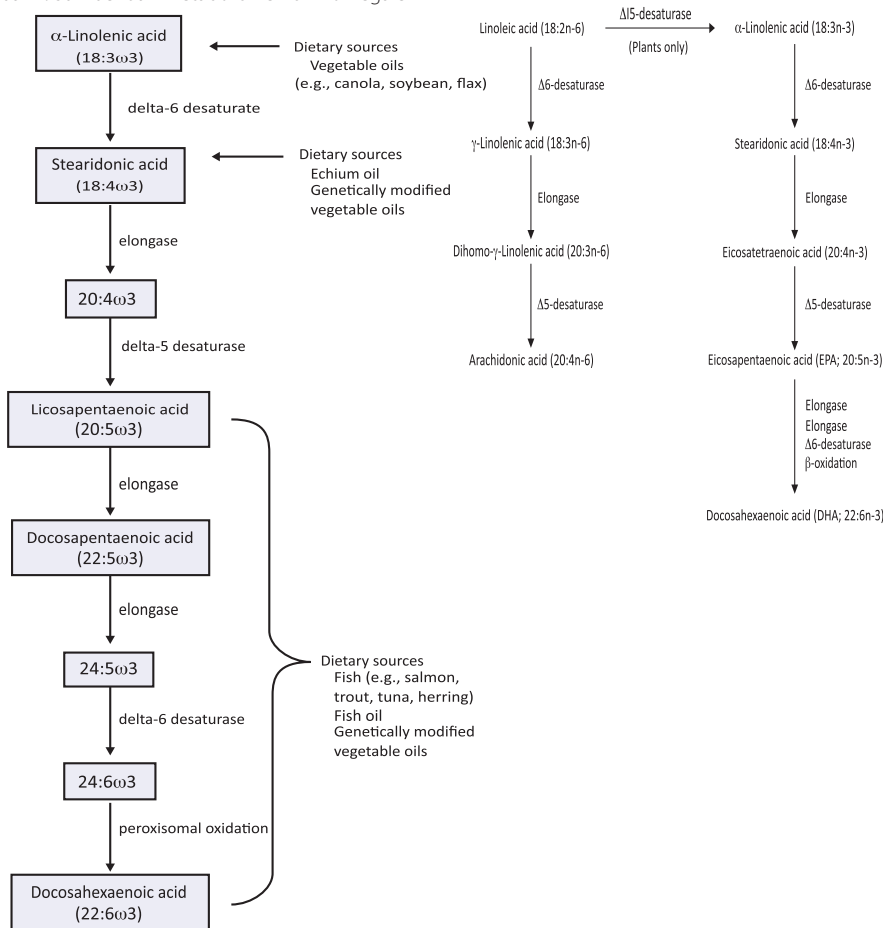 α-Linolenic acid
(18:3ω3)
Dietary sources
Vegetable oils
(e.g., canola, soybean, flax)
delta-6 desaturate
Stearidonic acid
(18:4ω3)
Dietary sources
Echium oil
Genetically modified
vegetable oils
elongase
20:4ω3
delta-5 desaturase
Licosapentaenoic acid
(20:5ω3)
elongase
Docosapentaenoic acid
(22:5ω3)
elongase
24:5ω3
Dietary sources
Fish (e.g., salmon,
trout, tuna, herring)
Fish oil
Genetically modified
vegetable oils
delta-6 desaturase
24:6ω3
peroxisomal oxidation
Docosahexaenoic acid
(22:6ω3)
Linoleic acid (18:2n-6)
Δl5-desaturase
(Plants only)
α-Linolenic acid (18:3n-3)
Δ6-desaturase
Δ6-desaturase
γ-Linolenic acid (18:3n-6)
Stearidonic acid (18:4n-3)
Elongase
Elongase
Dihomo-γ-Linolenic acid (20:3n-6)
Eicosatetraenoic acid (20:4n-3)
Δ5-desaturase
Δ5-desaturase
Arachidonic acid (20:4n-6)
Eicosapentaenoic acid (EPA; 20:5n-3)
Elongase
Elongase
Δ6-desaturase
β-oxidation
Docosahexaenoic acid (DHA; 22:6n-3)